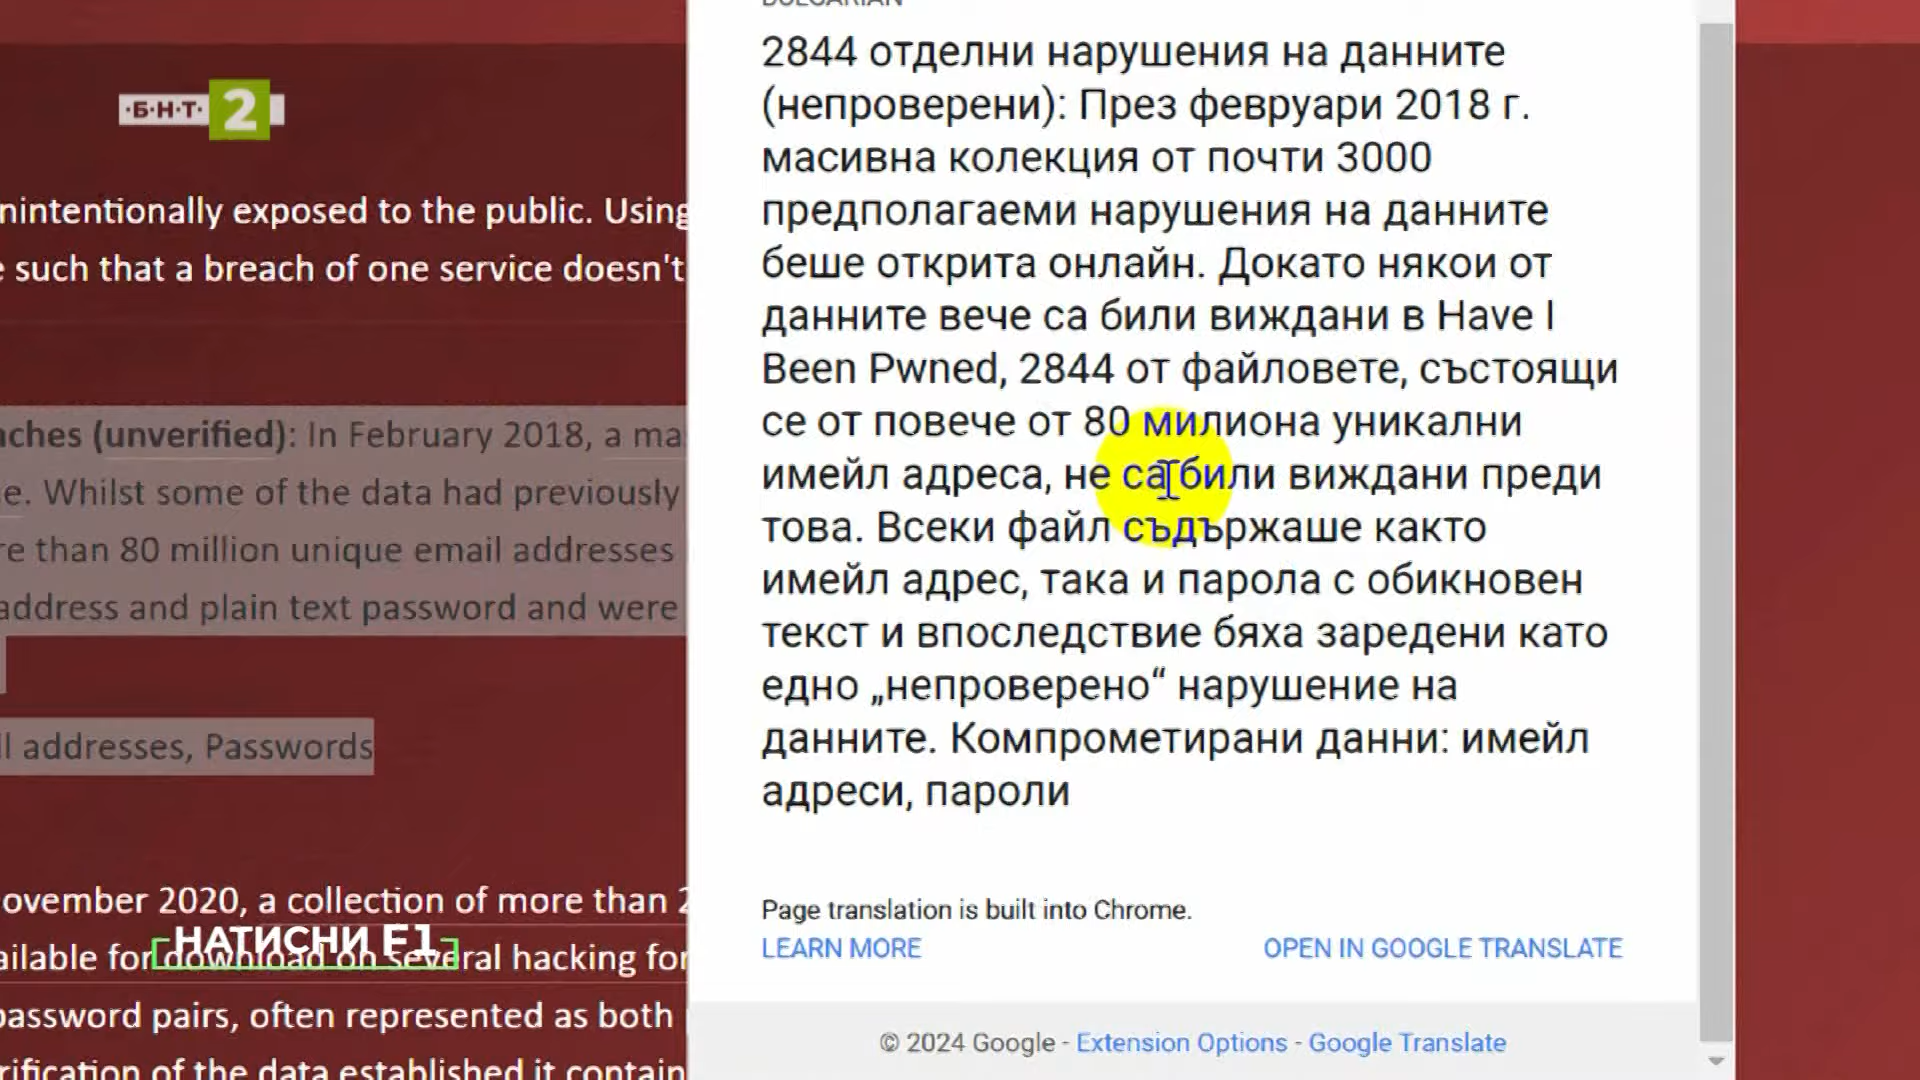 BULGARIAN
2844 отделни нарушения на данните
(непроверени): През февруари 2018 г.
масивна колекция от почти 3000
предполагаеми нарушения на данните
беше открита онлайн. Докато някои от
данните вече са били виждани в Have I
Been Pwned, 2844 от файловете, състоящи
се от повече от 80 милиона уникални
имейл адреса, не са били виждани преди
това. Всеки файл съдържаше както
имейл адрес, така и парола с обикновен
текст и впоследствие бяха заредени като
едно „непроверено“ нарушение на
данните. Компрометирани данни: имейл
адреси, пароли
Page translation is built into Chrome.
LEARN MORE
OPEN IN GOOGLE TRANSLATE
© 2024 Google - Extension Options - Google Translate
·Б·Н·Т· 2
nintentionally exposed to the public. Using
e such that a breach of one service doesn't
aches (unverified): In February 2018, a ma
e. Whilst some of the data had previously
re than 80 million unique email addresses
address and plain text password and were
l addresses, Passwords
ovember 2020, a collection of more than 2
ailable for download on several hacking for
НАТИСНИ F1
password pairs, often represented as both
rification of the data established it contain